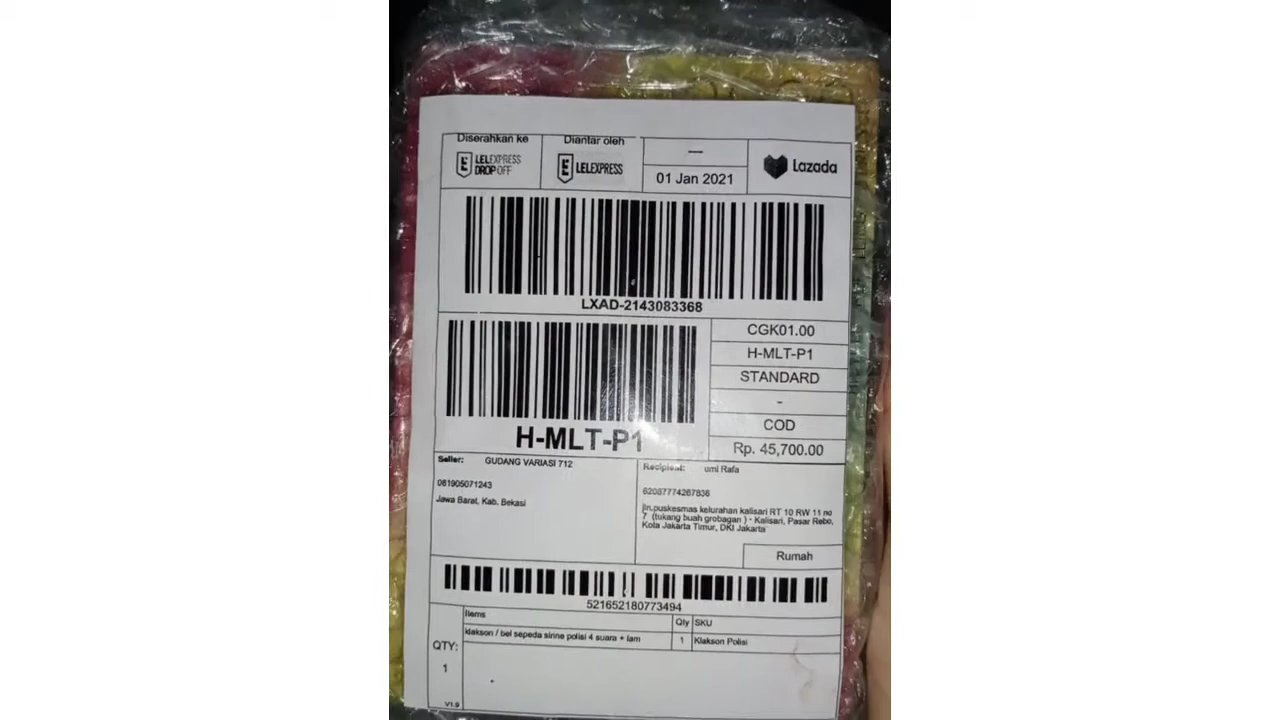 Diserahkan ke
LELEXPRESS
DROP OFF
Diantar oleh
LELEXPRESS
—
01 Jan 2021
Lazada
LXAD-2143083368
H-MLT-P1
CGK01.00
H-MLT-P1
STANDARD
-
COD
Rp. 45,700.00
Seller: GUDANG VARIASI 712
081905071243
Jawa Barat, Kab. Bekasi
Recipient: umi Rafa
62087774267836
jln.puskesmas kelurahan kalisari RT 10 RW 11 no
7 (tukang buah grobagan ) - Kalisari, Pasar Rebo,
Kota Jakarta Timur, DKI Jakarta
Rumah
521652180773494
QTY:
1
Items Qty SKU
klakson / bel sepeda sirine polisi 4 suara + lam 1 Klakson Polisi
V1.9